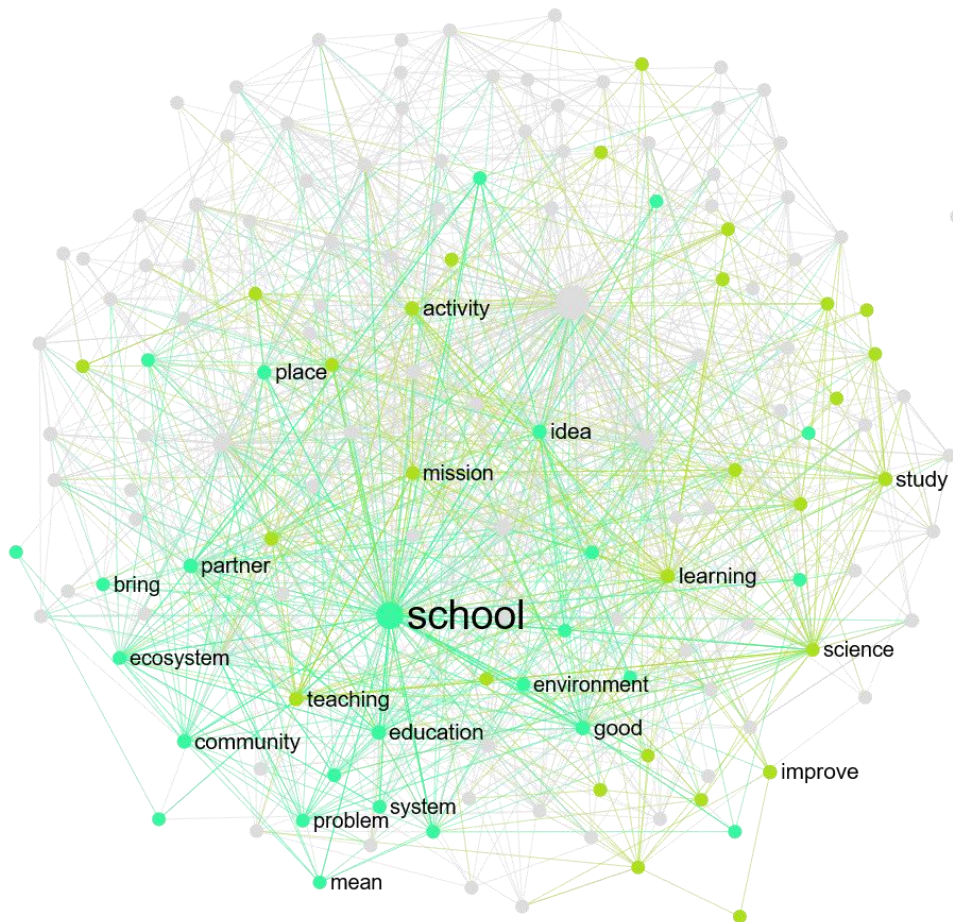 activity
place
idea
mission
study
partner
learning
bring
school
science
ecosystem
environment
teaching
good
education
community
improve
system
problem
mean